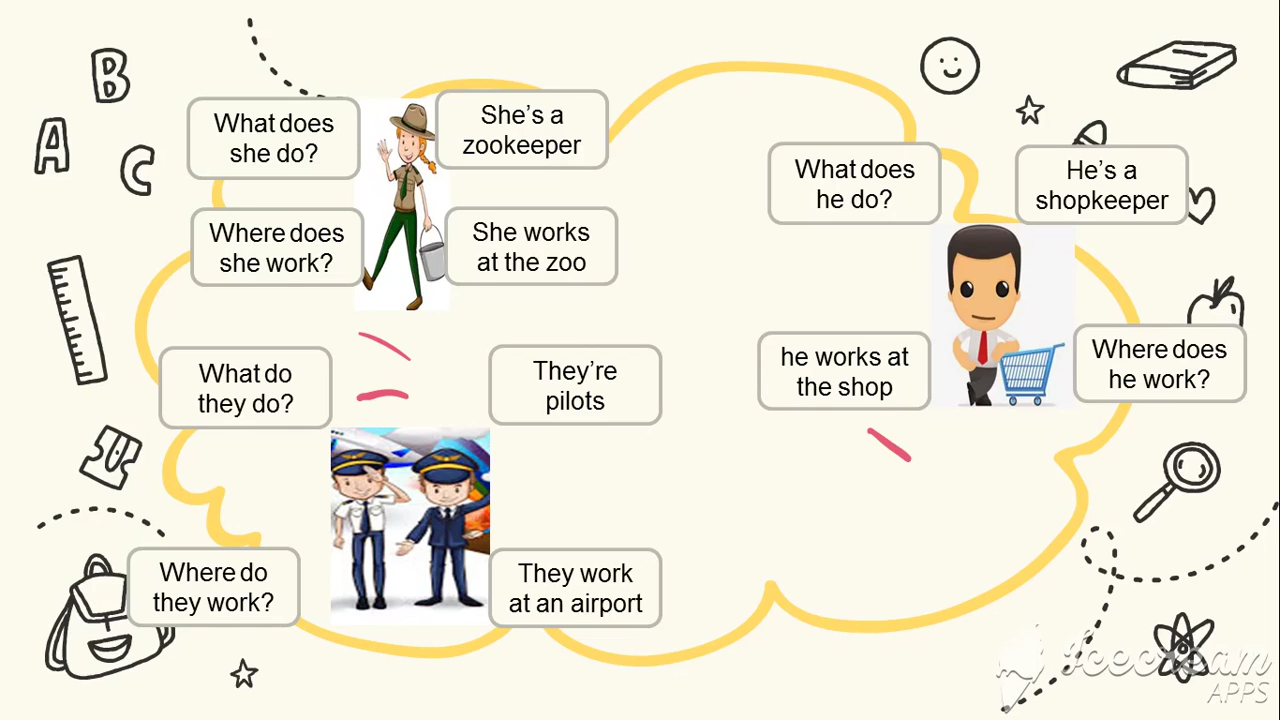 B
A
C
What does
she do?
She’s a
zookeeper
Where does
she work?
She works
at the zoo
What do
they do?
They’re
pilots
Where do
they work?
They work
at an airport
What does
he do?
He’s a
shopkeeper
he works at
the shop
Where does
he work?
Icecream
APPS